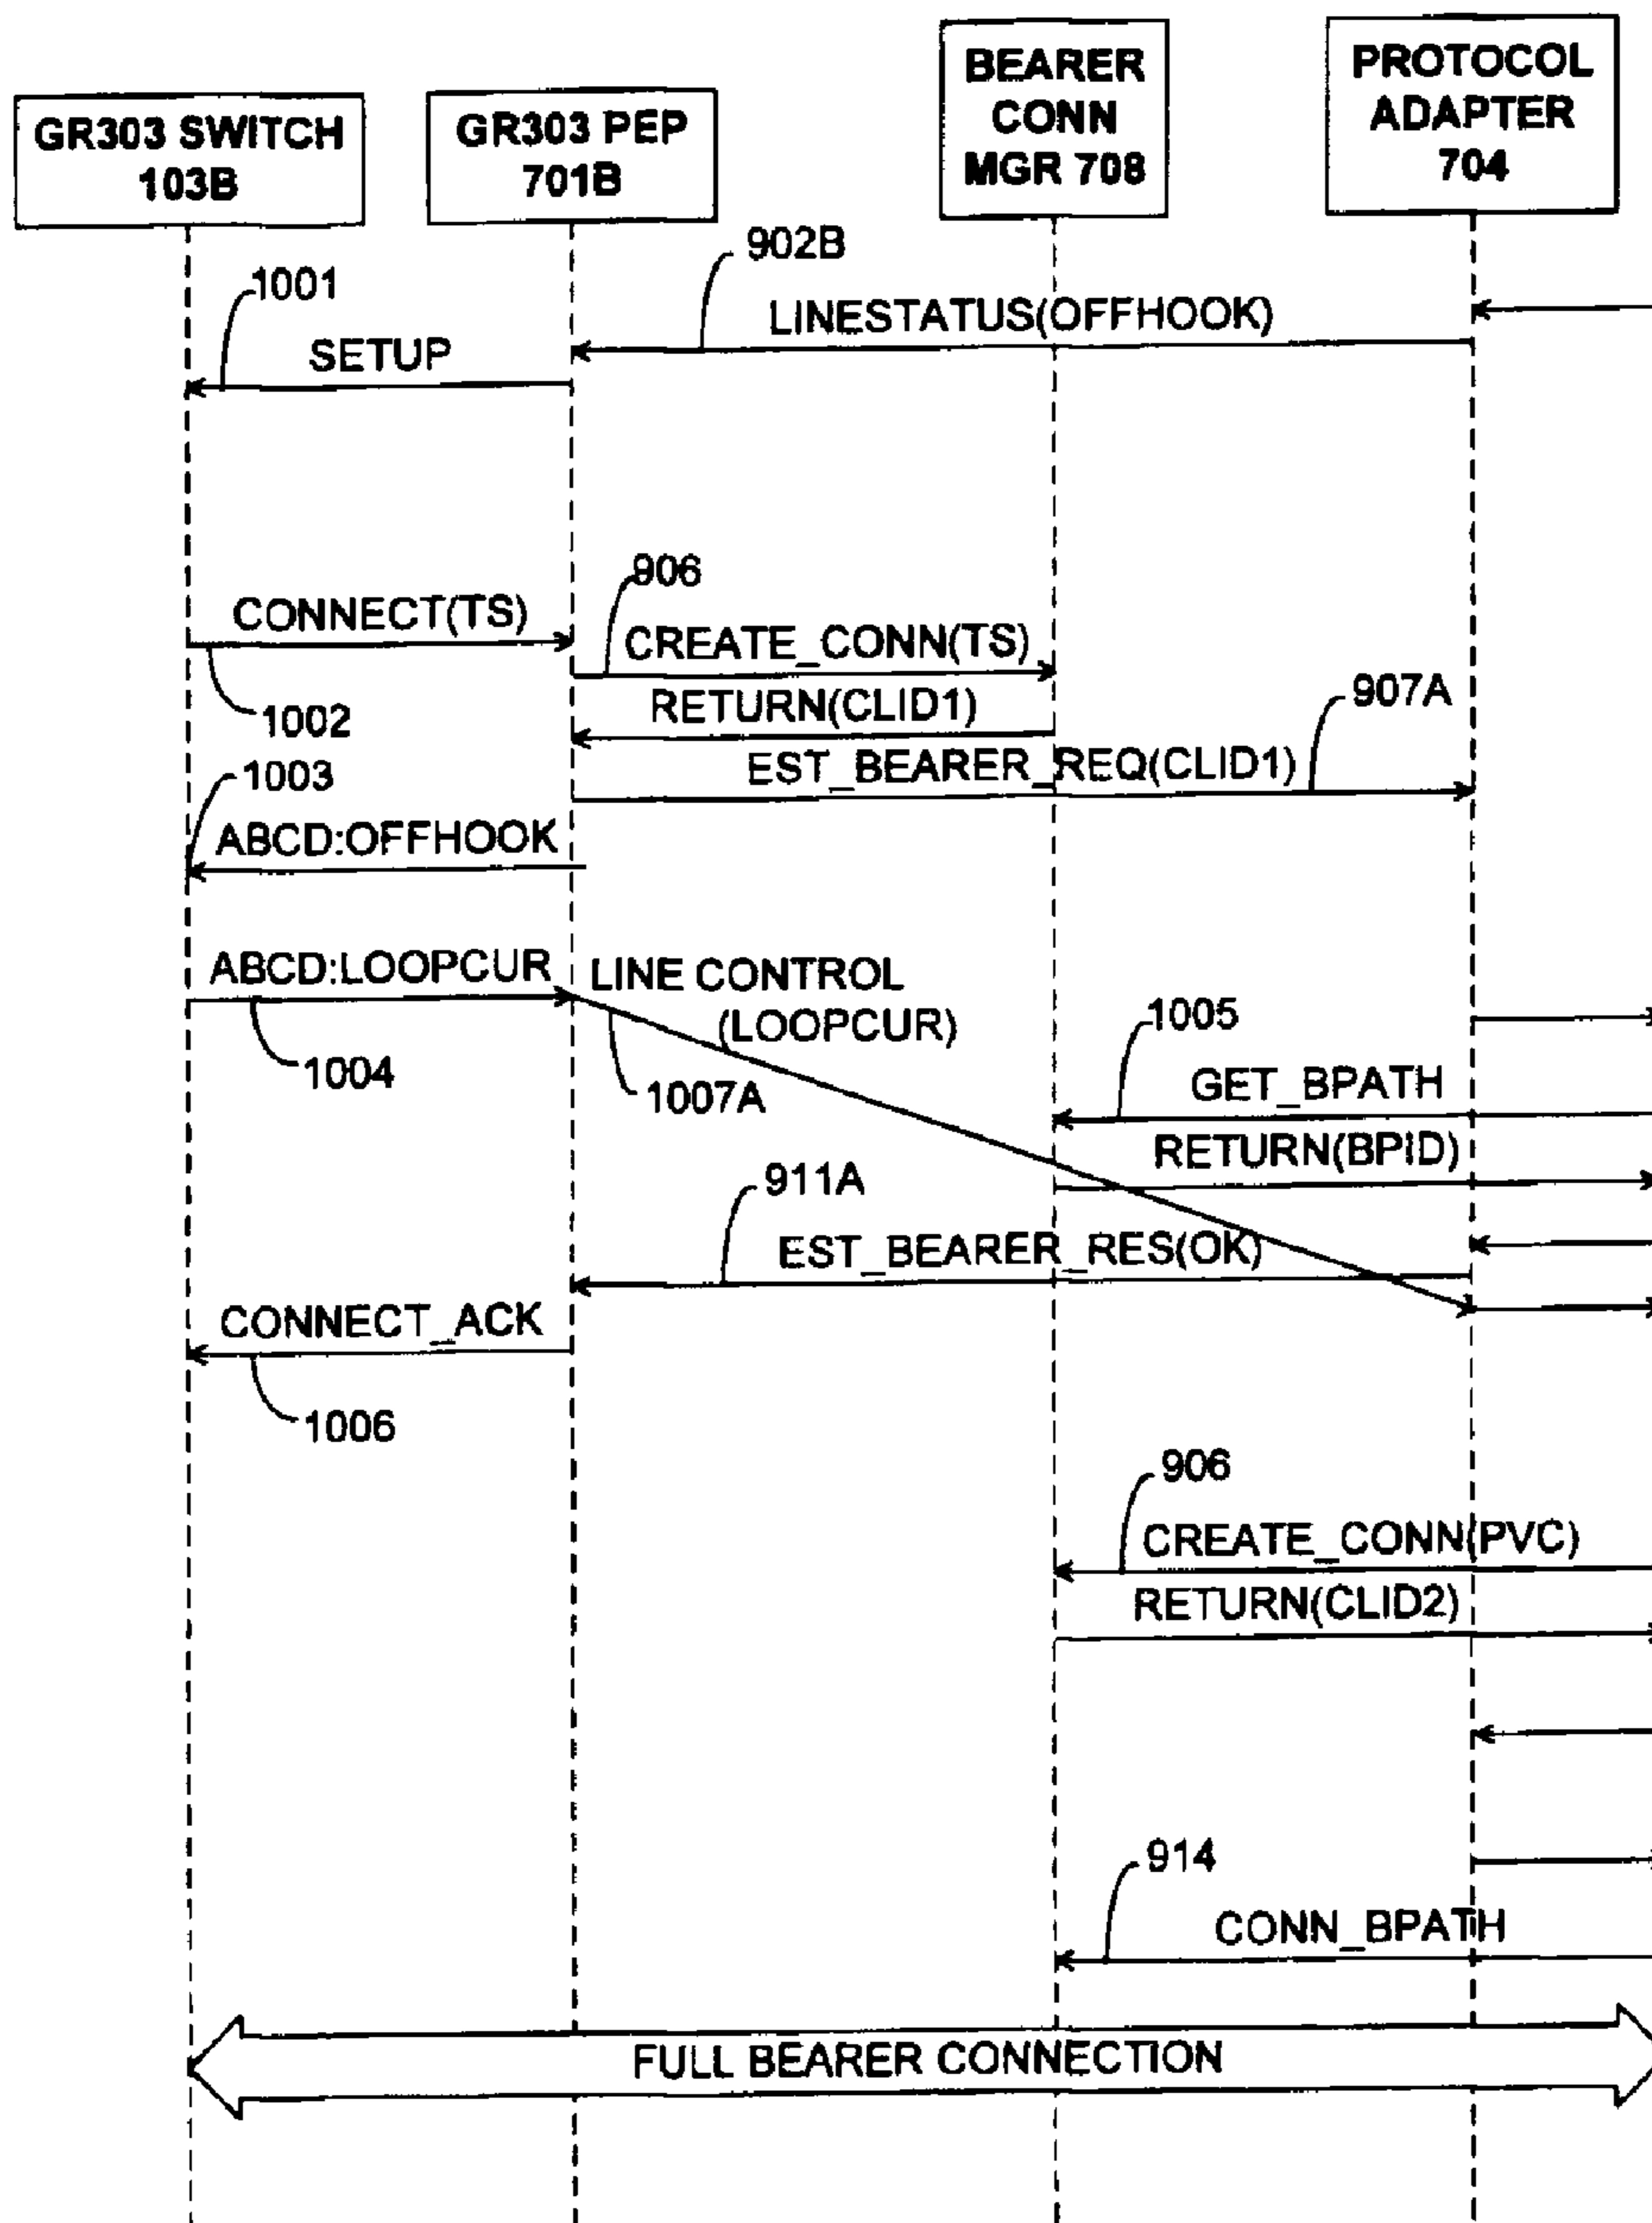 GR303 SWITCH
103B
GR303 PEP
701B
BEARER
CONN
MGR 708
PROTOCOL
ADAPTER
704
902B
1001
LINESTATUS(OFFHOOK)
SETUP
906
CONNECT(TS)
CREATE_CONN(TS)
1002
RETURN(CLID1)
907A
1003
EST_BEARER_REQ(CLID1)
ABCD:OFFHOOK
ABCD:LOOPCUR
LINE CONTROL
(LOOPCUR)
1005
1004
1007A
GET_BPATH
RETURN(BPID)
911A
EST_BEARER_RES(OK)
CONNECT_ACK
1006
906
CREATE_CONN(PVC)
RETURN(CLID2)
914
CONN_BPATH
FULL BEARER CONNECTION